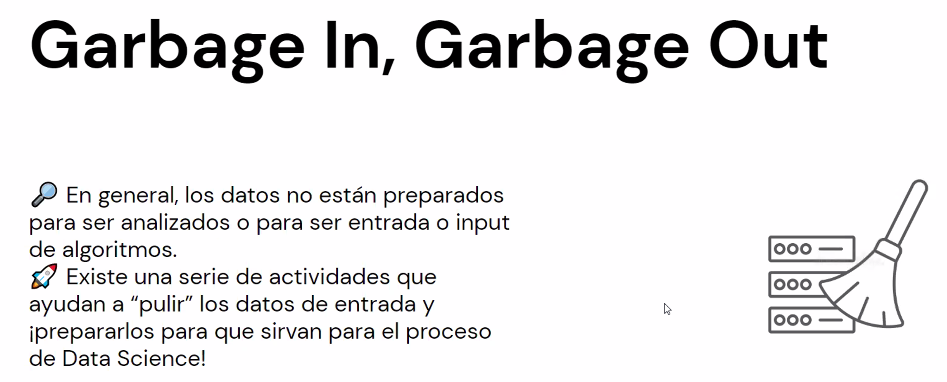 Garbage In, Garbage Out
🔎 En general, los datos no están preparados
para ser analizados o para ser entrada o input
de algoritmos.
🚀 Existe una serie de actividades que
ayudan a “pulir” los datos de entrada y
¡prepararlos para que sirvan para el proceso
de Data Science!